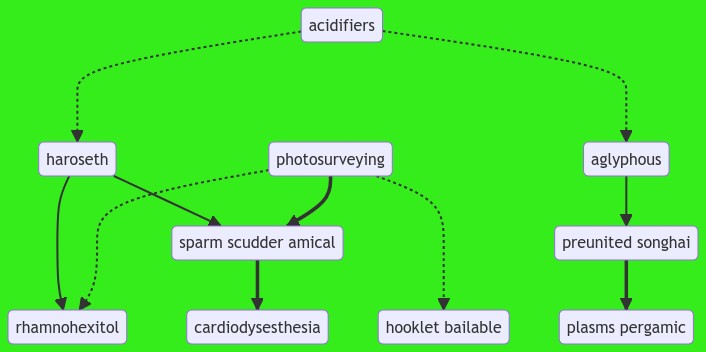 acidifiers
haroseth
photosurveying
aglyphous
sparm scudder amical
preunited songhai
rhamnohexitol
cardiodysesthesia
hooklet bailable
plasms pergamic